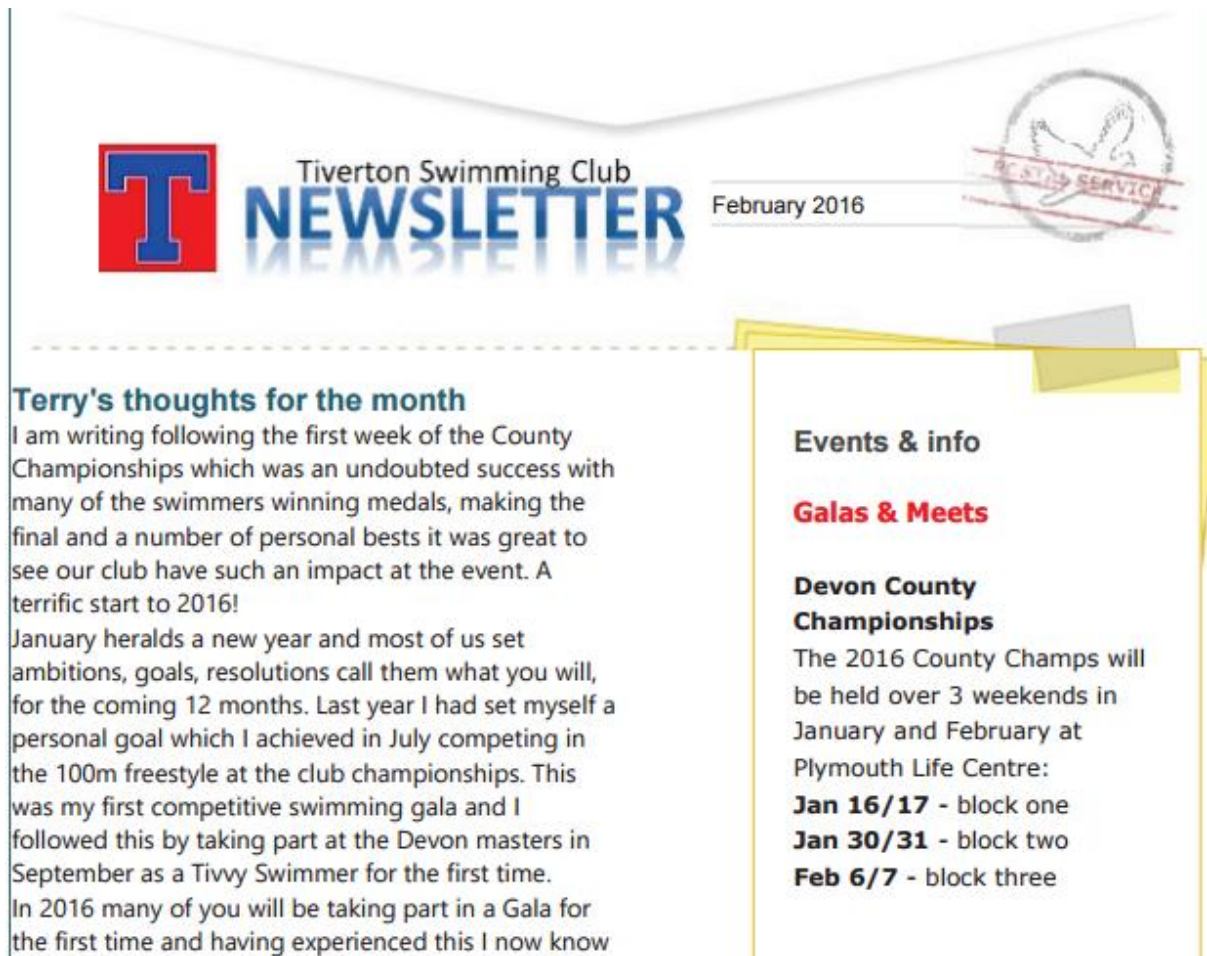 T
Tiverton Swimming Club
NEWSLETTER
February 2016
POSTAL SERVICE
Terry's thoughts for the month
I am writing following the first week of the County
Championships which was an undoubted success with
many of the swimmers winning medals, making the
final and a number of personal bests it was great to
see our club have such an impact at the event. A
terrific start to 2016!
January heralds a new year and most of us set
ambitions, goals, resolutions call them what you will,
for the coming 12 months. Last year I had set myself a
personal goal which I achieved in July competing in
the 100m freestyle at the club championships. This
was my first competitive swimming gala and I
followed this by taking part at the Devon masters in
September as a Tivvy Swimmer for the first time.
In 2016 many of you will be taking part in a Gala for
the first time and having experienced this I now know
Events & info
Galas & Meets
Devon County
Championships
The 2016 County Champs will
be held over 3 weekends in
January and February at
Plymouth Life Centre:
Jan 16/17 - block one
Jan 30/31 - block two
Feb 6/7 - block three